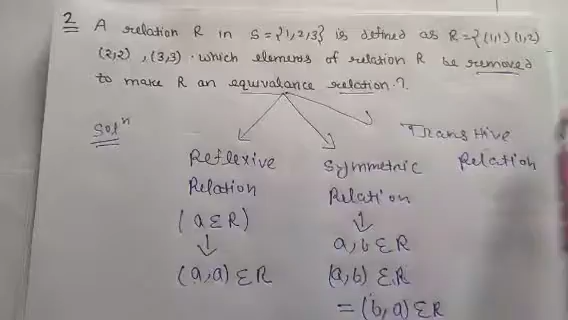 2 A relation R in S = {1,2,3} is defined as R = { (1,1) (1,2)
(2,2) , (3,3) . which elements of relation R be removed
to make R an equivalance relation.?
Solⁿ
Transitive
Reflexive Symmetric Relation
Relation Relation
(a Ɛ R) ↓
↓ a, b Ɛ R
(a,a) Ɛ R (a,b) Ɛ R
= (b,a) Ɛ R